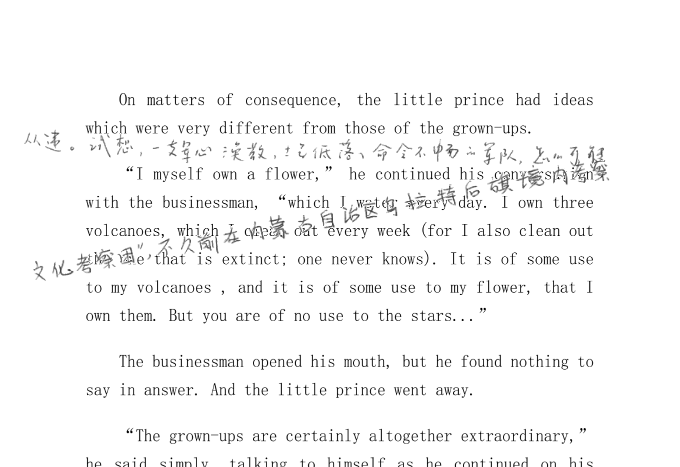 On matters of consequence, the little prince had ideas
which were very different from those of the grown-ups.
从违。试想,一支军心涣散、士气低落、命令不畅的军队,怎么可能
“I myself own a flower,” he continued his conversation
with the businessman, “which I water every day. I own three
volcanoes, which I clean out every week (for I also clean out
文化考察团”,不久前在内蒙古自治区乌拉特后旗境内考察
the one that is extinct; one never knows). It is of some use
to my volcanoes , and it is of some use to my flower, that I
own them. But you are of no use to the stars...”
The businessman opened his mouth, but he found nothing to
say in answer. And the little prince went away.
“The grown-ups are certainly altogether extraordinary,”
he said simply, talking to himself as he continued on his